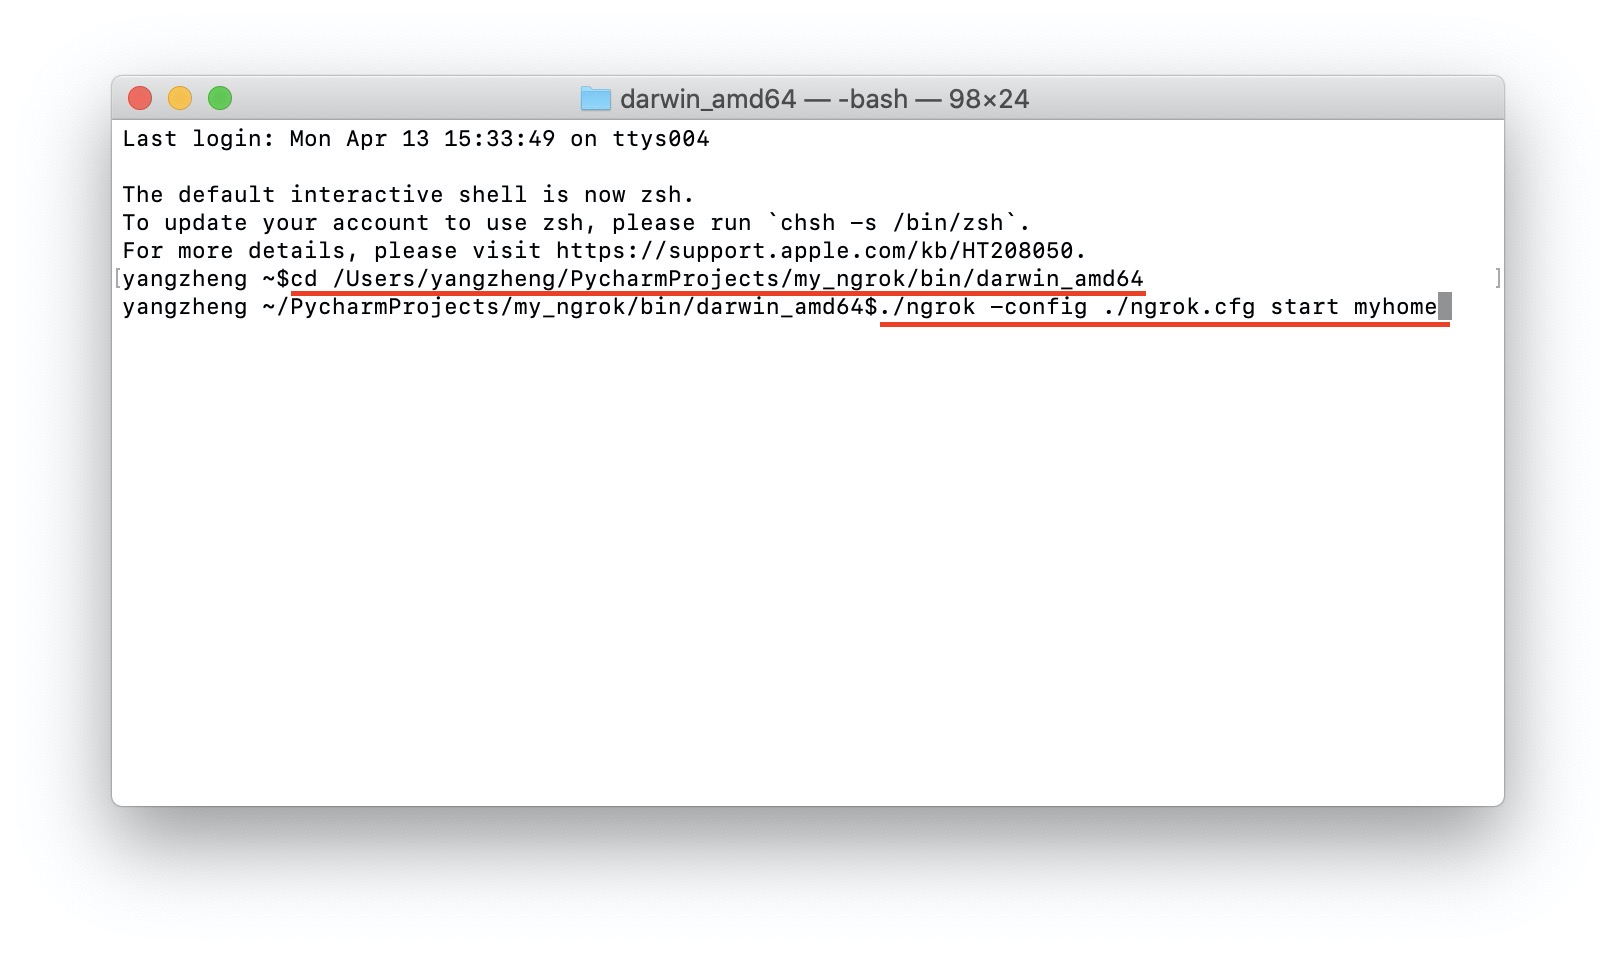 darwin_amd64 — -bash — 98×24
Last login: Mon Apr 13 15:33:49 on ttys004
The default interactive shell is now zsh.
To update your account to use zsh, please run `chsh -s /bin/zsh`.
For more details, please visit https://support.apple.com/kb/HT208050.
[yangzheng ~$cd /Users/yangzheng/PycharmProjects/my_ngrok/bin/darwin_amd64 ]
yangzheng ~/PycharmProjects/my_ngrok/bin/darwin_amd64$./ngrok -config ./ngrok.cfg start myhome